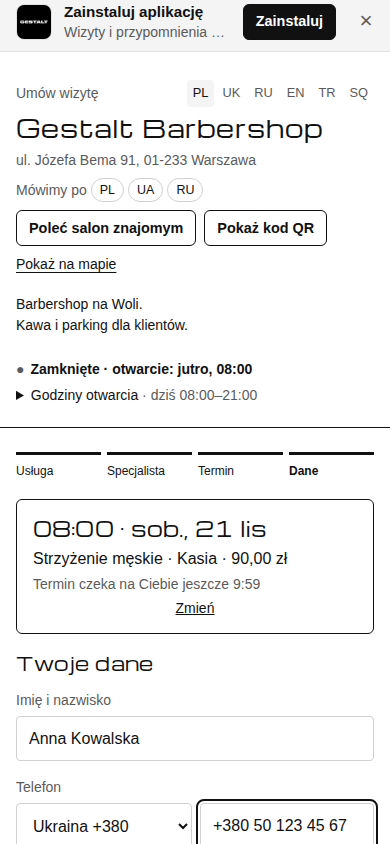 GESTALT
Zainstaluj aplikację
Wizyty i przypomnienia …
Zainstaluj
×
Umów wizytę
PL UK RU EN TR SQ
Gestalt Barbershop
ul. Józefa Bema 91, 01-233 Warszawa
Mówimy po PL UA RU
Poleć salon znajomym
Pokaż kod QR
Pokaż na mapie
Barbershop na Woli.
Kawa i parking dla klientów.
● Zamknięte · otwarcie: jutro, 08:00
Godziny otwarcia · dziś 08:00–21:00
Usługa
Specjalista
Termin
Dane
08:00 · sob., 21 lis
Strzyżenie męskie · Kasia · 90,00 zł
Termin czeka na Ciebie jeszcze 9:59
Zmień
Twoje dane
Imię i nazwisko
Anna Kowalska
Telefon
Ukraina +380
+380 50 123 45 67